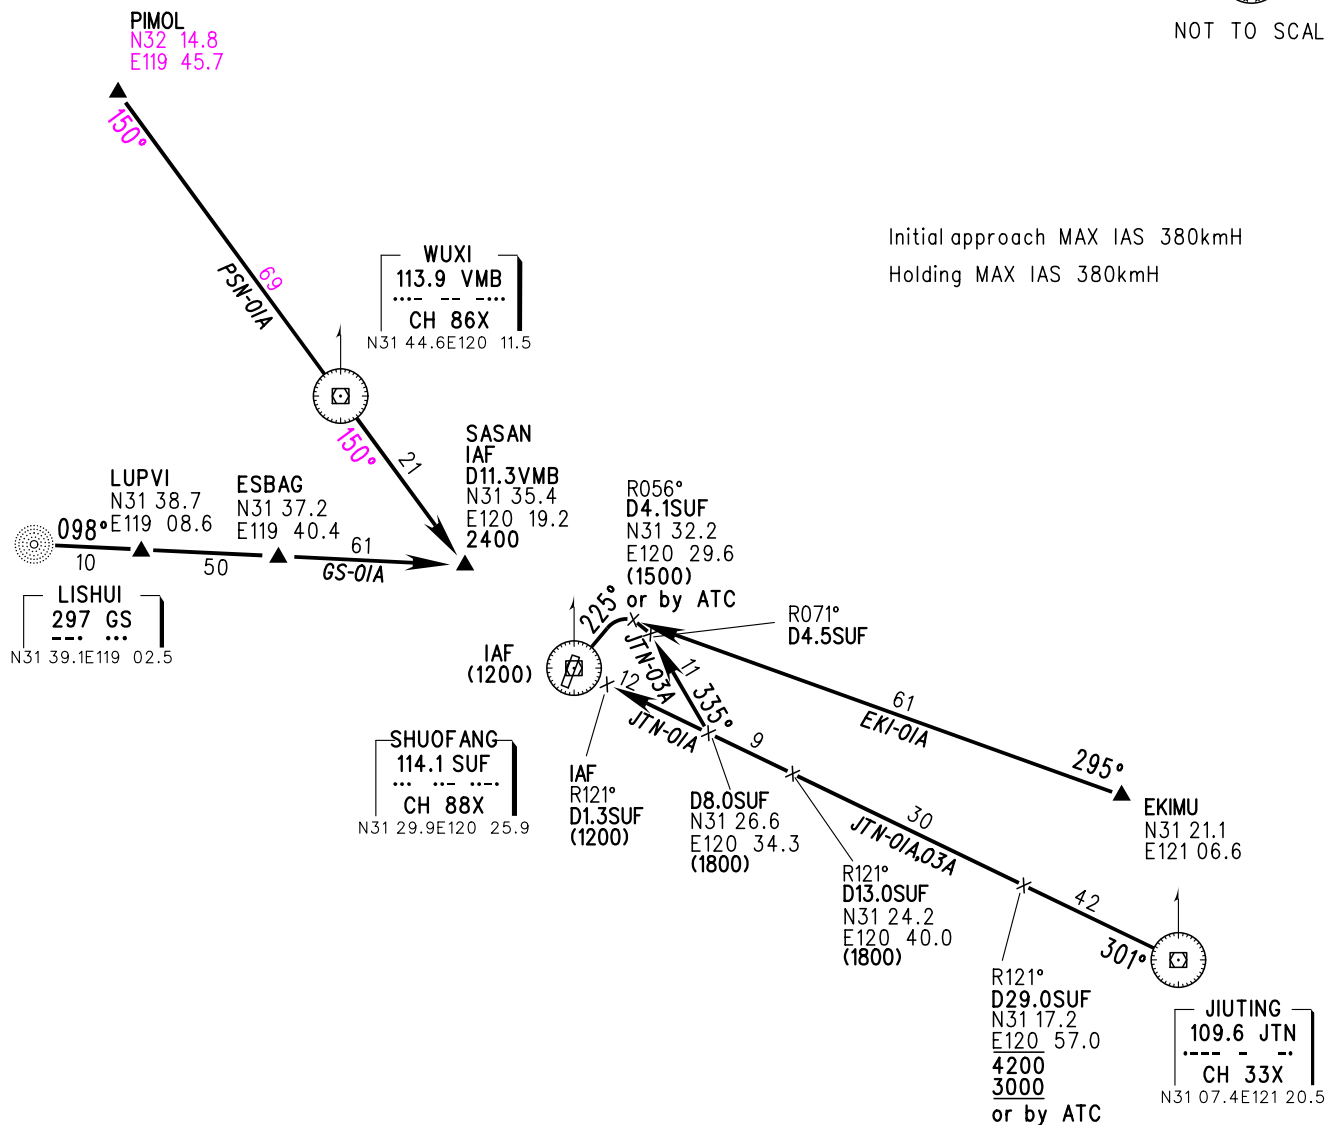 NOT TO SCAL
PIMOL
N32 14.8
E119 45.7
150°
69
PSN-01A
Initial approach MAX IAS 380kmH
Holding MAX IAS 380kmH
WUXI
113.9 VMB
CH 86X
N31 44.6E120 11.5
150°
21
SASAN
IAF
D11.3VMB
N31 35.4
E120 19.2
2400
LUPVI
N31 38.7
E119 08.6
ESBAG
N31 37.2
E119 40.4
098°
10
50
61
GS-01A
LISHUI
297 GS
N31 39.1E119 02.5
R056°
D4.1SUF
N31 32.2
E120 29.6
(1500)
or by ATC
R071°
D4.5SUF
225°
IAF
(1200)
JTN-03A
11
335°
12
JTN-01A
9
61
EKI-01A
295°
EKIMU
N31 21.1
E121 06.6
SHUOFANG
114.1 SUF
CH 88X
N31 29.9E120 25.9
IAF
R121°
D1.3SUF
(1200)
D8.0SUF
N31 26.6
E120 34.3
(1800)
30
JTN-01A,03A
R121°
D13.0SUF
N31 24.2
E120 40.0
(1800)
42
301°
R121°
D29.0SUF
N31 17.2
E120 57.0
4200
3000
or by ATC
JIUTING
109.6 JTN
CH 33X
N31 07.4E121 20.5